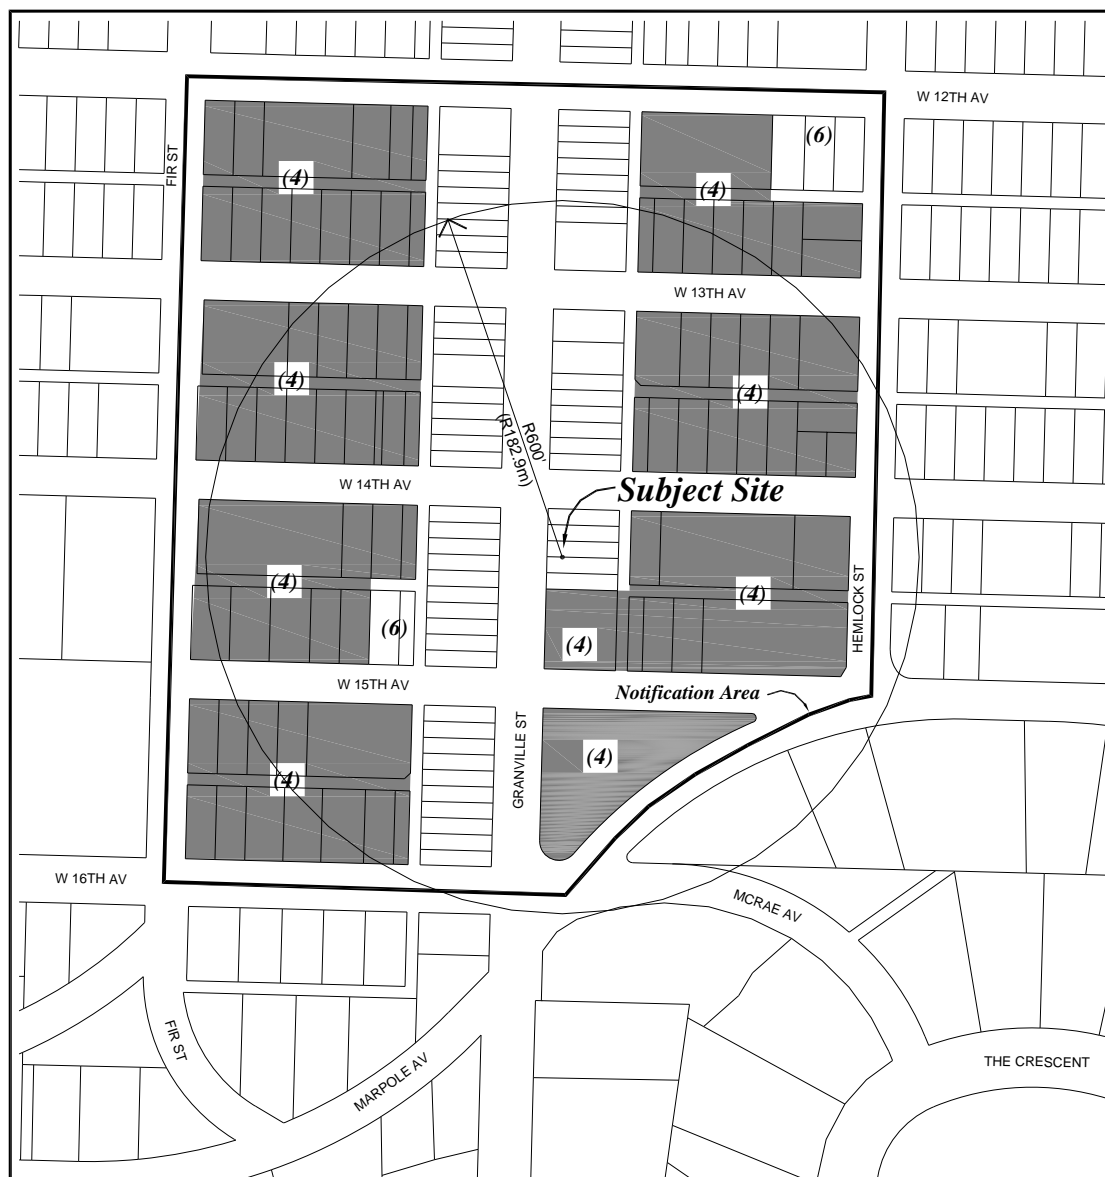 W 12TH AV
(6)
FIR ST
(4)
(4)
W 13TH AV
(4)
(4)
R600'
(R182.9m)
W 14TH AV
Subject Site
(4)
(4)
HEMLOCK ST
(6)
(4)
W 15TH AV
Notification Area
GRANVILLE ST
(4)
(4)
W 16TH AV
MCRAE AV
FIR ST
MARPOLE AV
THE CRESCENT